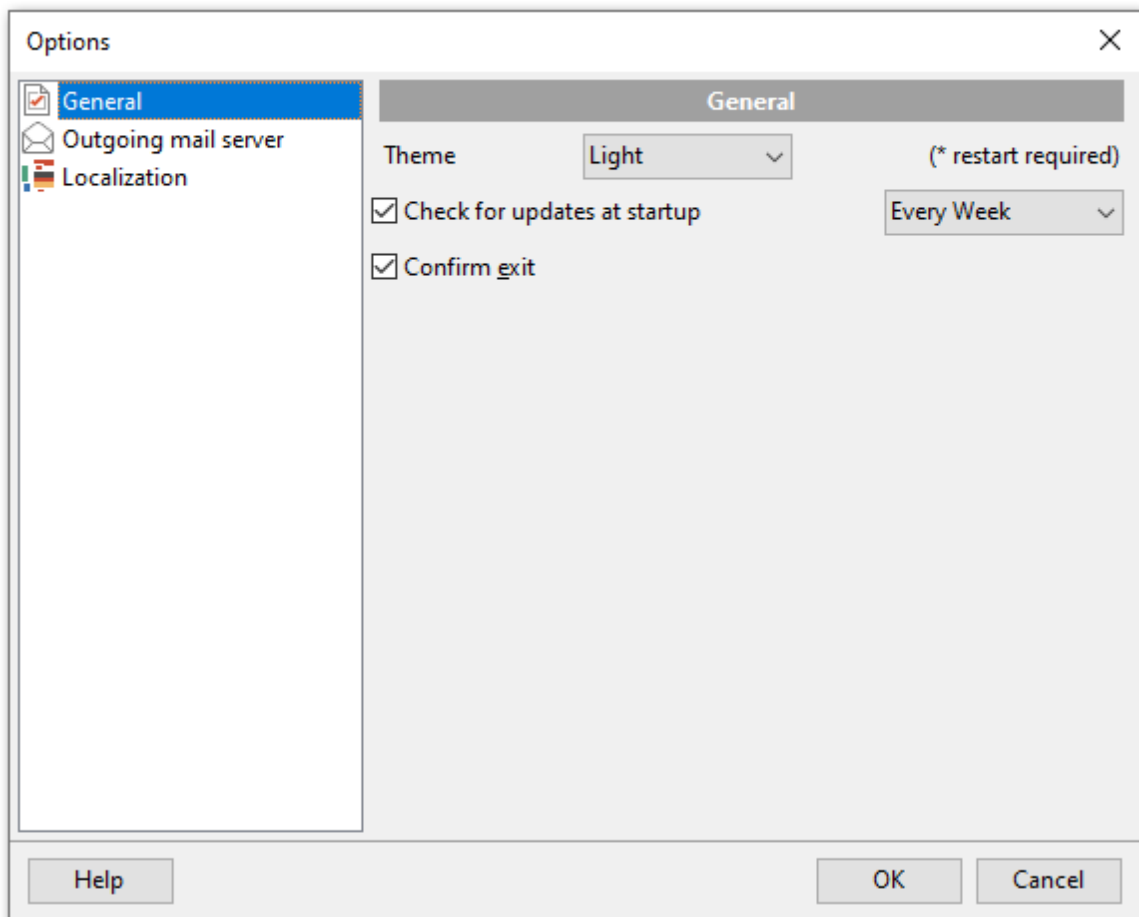 Options
General
Outgoing mail server
Localization
General
Theme Light (* restart required)
Check for updates at startup Every Week
Confirm exit
Help OK Cancel